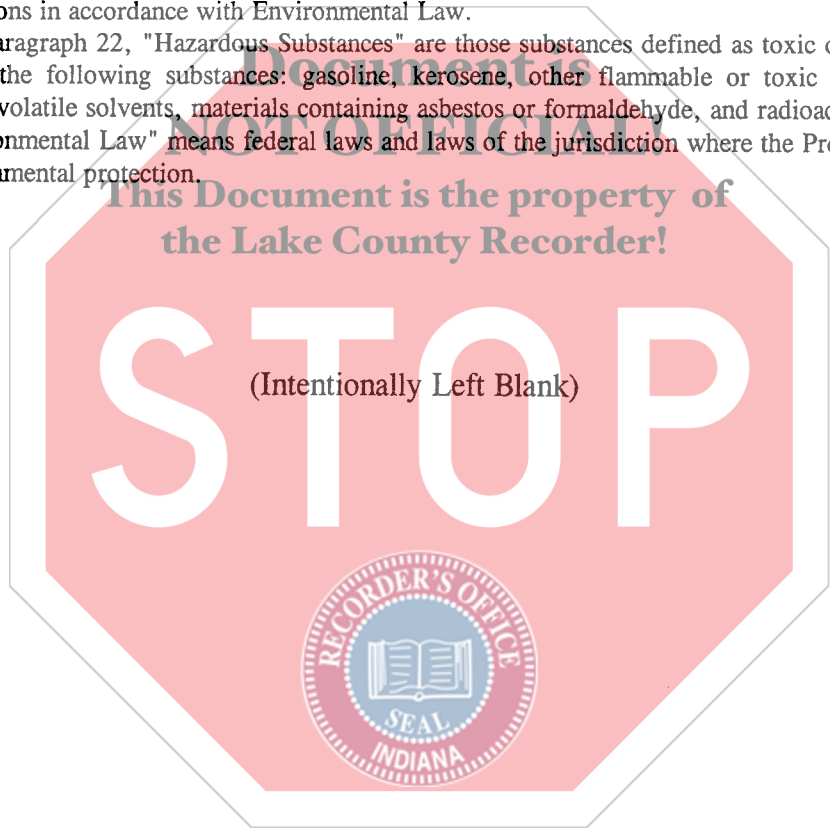 ons in accordance with Environmental Law.
aragraph 22, "Hazardous Substances" are those substances defined as toxic
the following substances: gasoline, kerosene, other flammable or toxic
volatile solvents, materials containing asbestos or formaldehyde, and radioac
onmental Law" means federal laws and laws of the jurisdiction where the Pro
nmental protection.
Document is
NOT OFFICIAL!
This Document is the property of
the Lake County Recorder!
STOP
(Intentionally Left Blank)
RECORDER'S OFFICE
SEAL
INDIANA